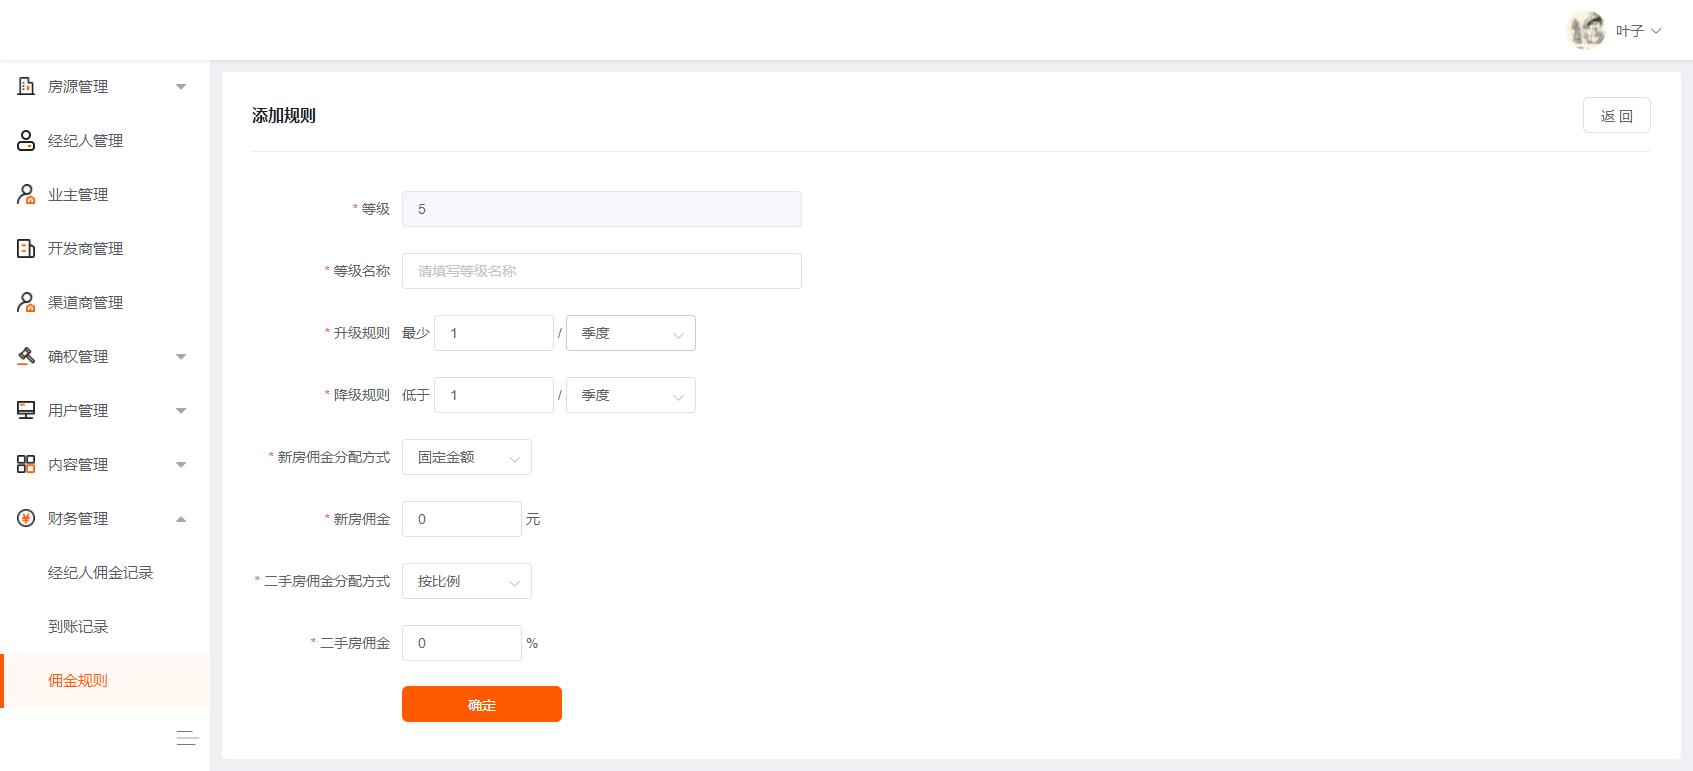 叶子
房源管理
经纪人管理
业主管理
开发商管理
渠道商管理
确权管理
用户管理
内容管理
财务管理
经纪人佣金记录
到账记录
佣金规则
添加规则
返 回
* 等级 5
* 等级名称 请填写等级名称
* 升级规则 最少 1 / 季度
* 降级规则 低于 1 / 季度
* 新房佣金分配方式 固定金额
* 新房佣金 0 元
* 二手房佣金分配方式 按比例
* 二手房佣金 0 %
确定